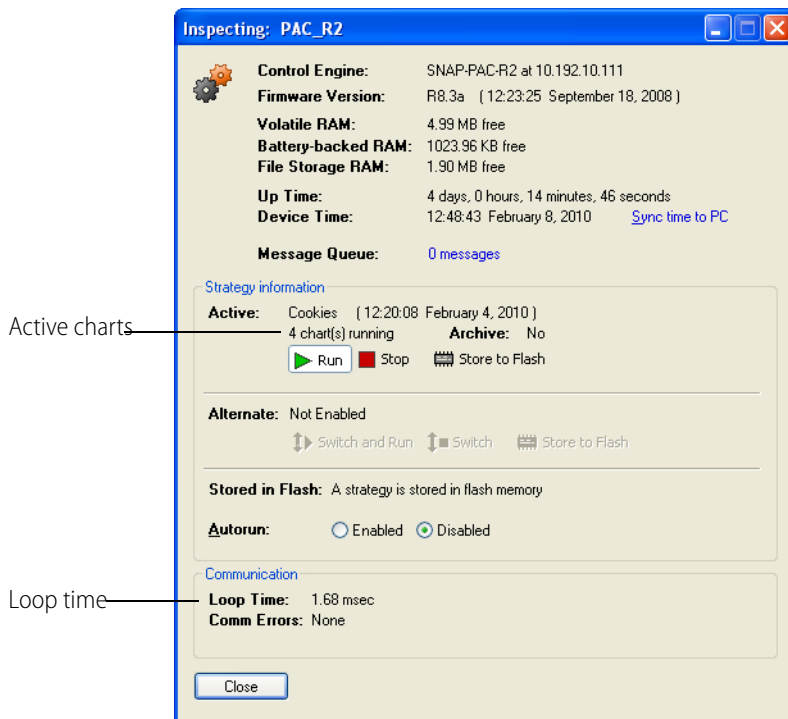 Inspecting: PAC_R2
Control Engine: SNAP-PAC-R2 at 10.192.10.111
Firmware Version: R8.3a ( 12:23:25 September 18, 2008 )
Volatile RAM: 4.99 MB free
Battery-backed RAM: 1023.96 KB free
File Storage RAM: 1.90 MB free
Up Time: 4 days, 0 hours, 14 minutes, 46 seconds
Device Time: 12:48:43 February 8, 2010 Sync time to PC
Message Queue: 0 messages
Strategy information
Active: Cookies ( 12:20:08 February 4, 2010 )
Active charts 4 chart(s) running Archive: No
Run Stop Store to Flash
Alternate: Not Enabled
Switch and Run Switch Store to Flash
Stored in Flash: A strategy is stored in flash memory
Autorun: Enabled Disabled
Communication
Loop time Loop Time: 1.68 msec
Comm Errors: None
Close